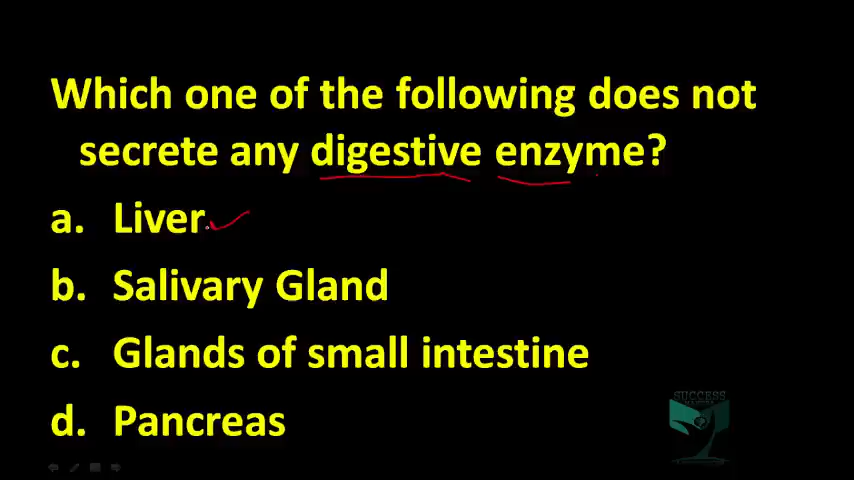 Which one of the following does not
secrete any digestive enzyme?
a. Liver
b. Salivary Gland
c. Glands of small intestine
d. Pancreas
SUCCESS